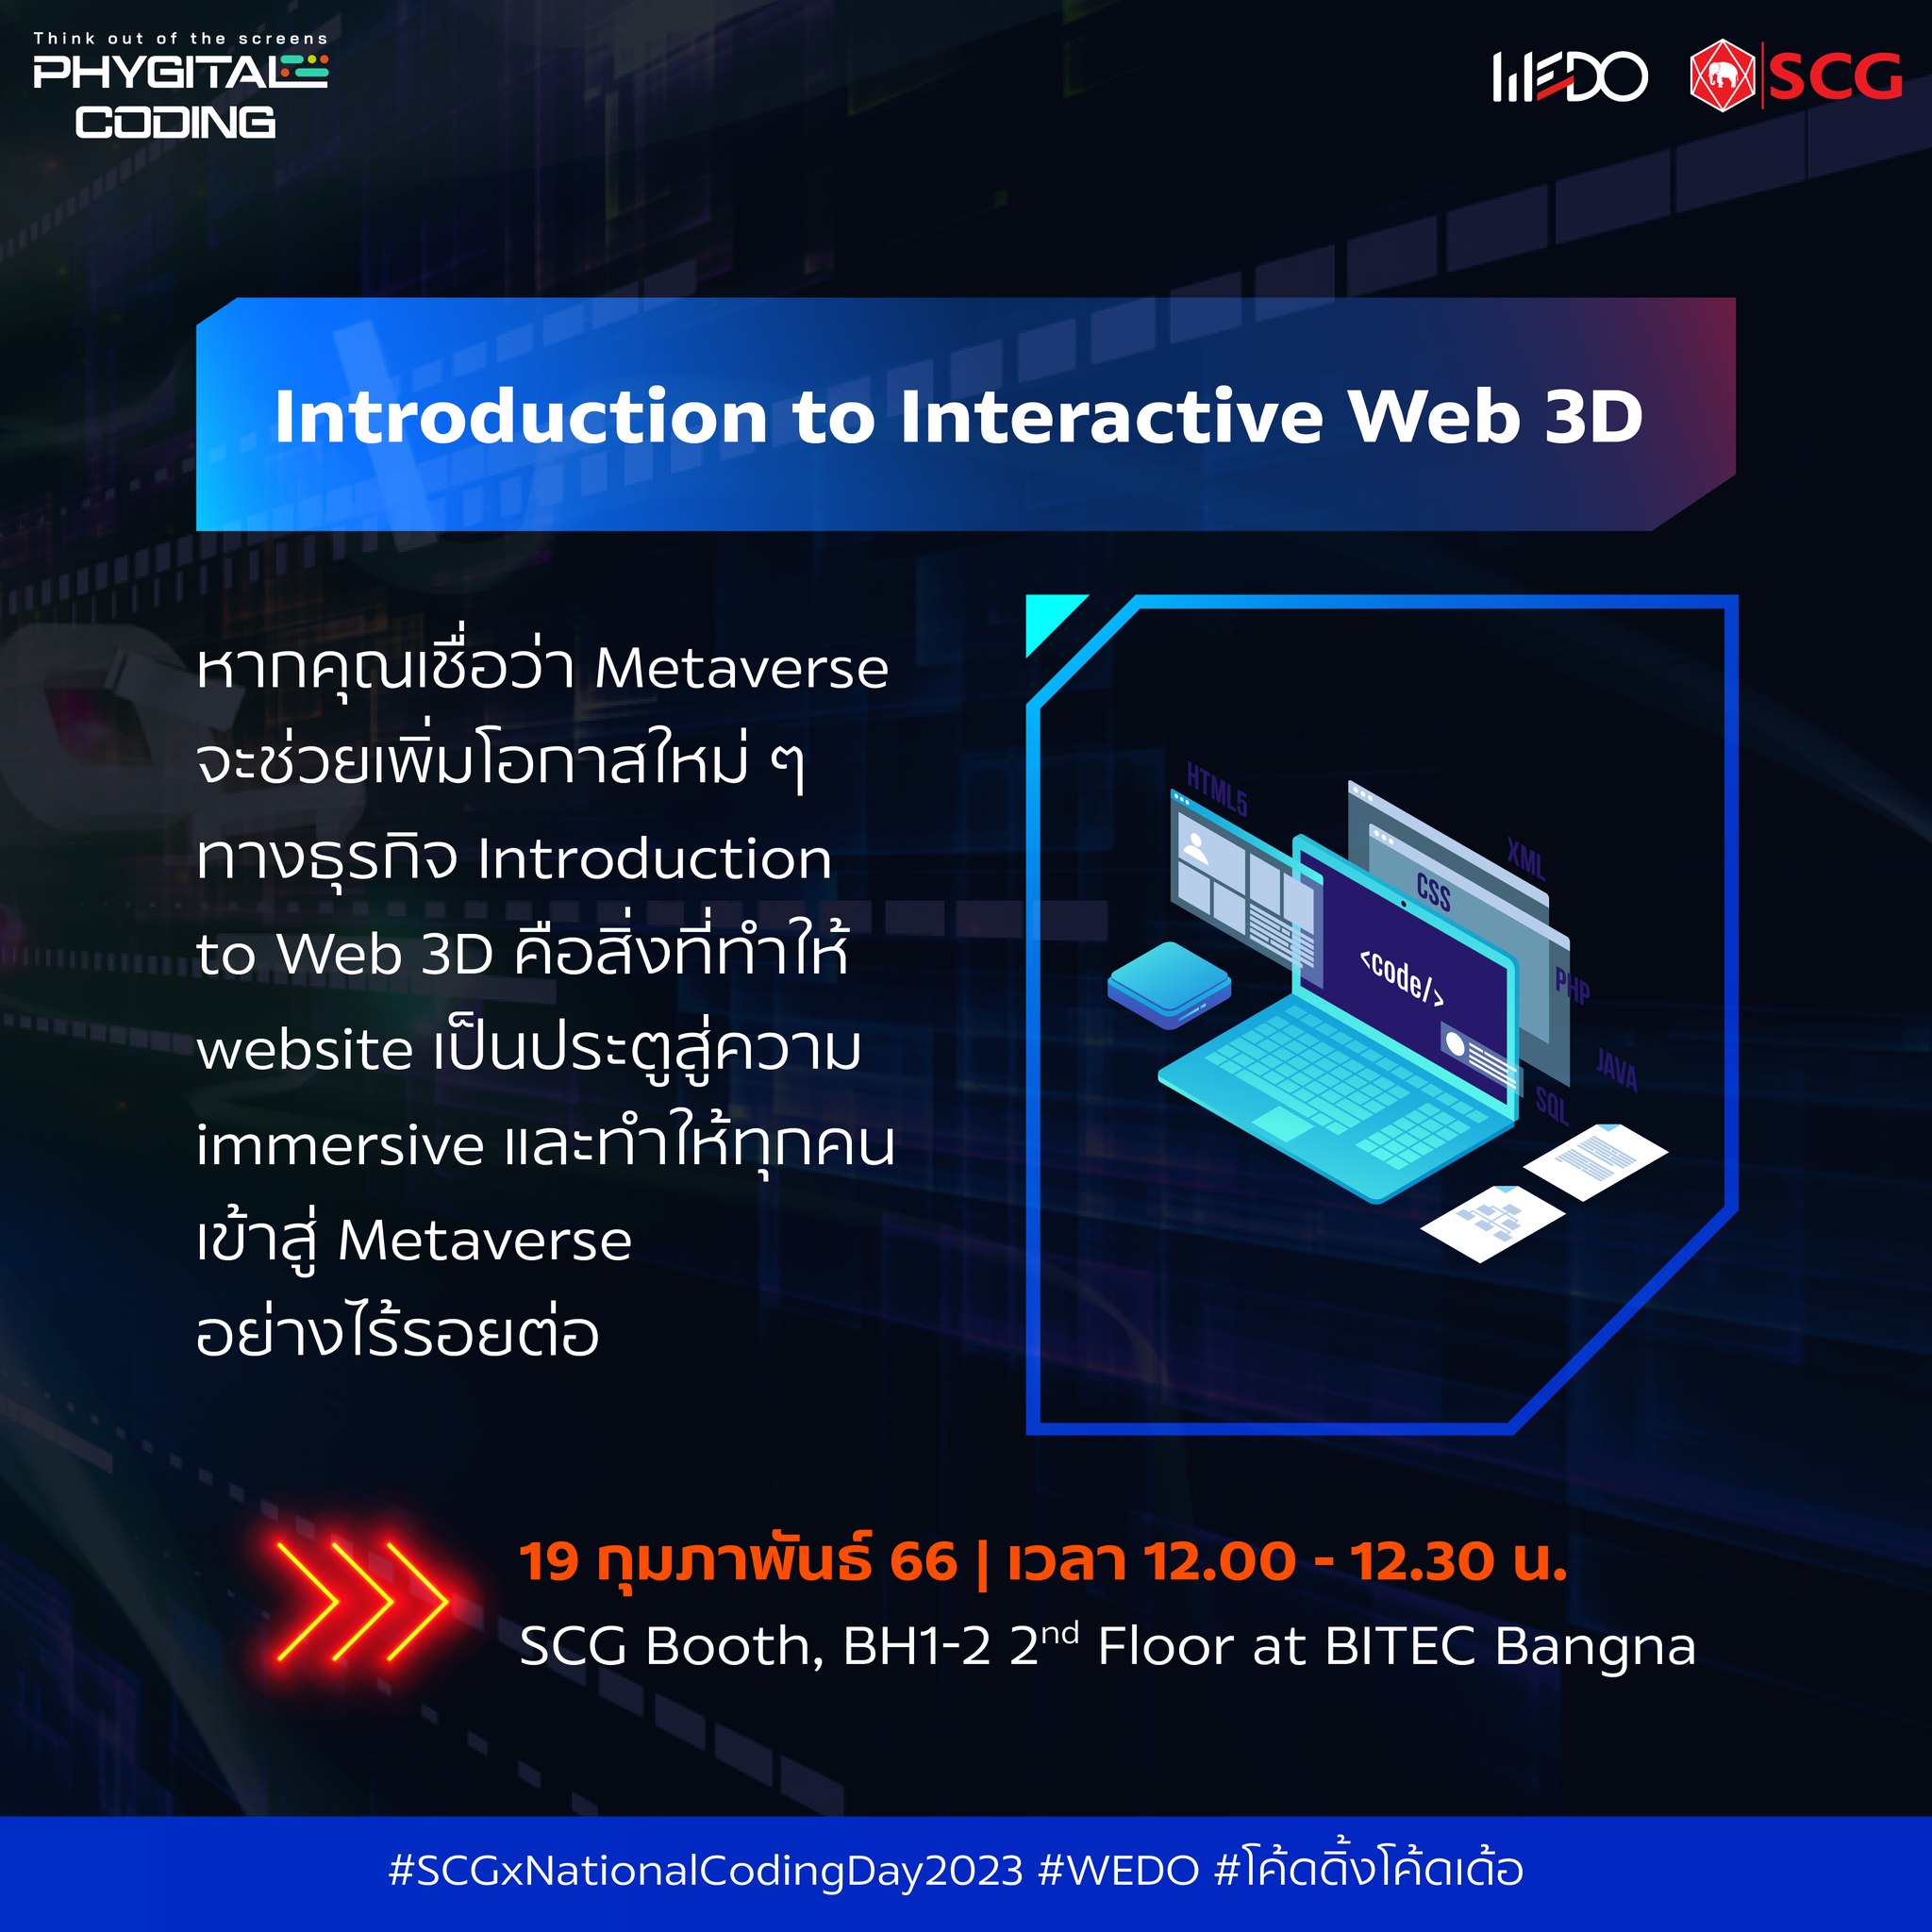 Think out of the screens
PHYGITAL
CODING
WEDO
SCG
Introduction to Interactive Web 3D
หากคุณเชื่อว่า Metaverse
จะช่วยเพิ่มโอกาสใหม่ ๆ
ทางธุรกิจ Introduction
to Web 3D คือสิ่งที่ทำให้
website เป็นประตูสู่ความ
immersive และทำให้ทุกคน
เข้าสู่ Metaverse
อย่างไร้รอยต่อ
HTML5
XML
CSS
<code/>
PHP
JAVA
SQL
19 กุมภาพันธ์ 66 | เวลา 12.00 - 12.30 น.
SCG Booth, BH1-2 2nd Floor at BITEC Bangna
#SCGxNationalCodingDay2023 #WEDO #โค้ดดิ้งโค้ดเด้อ